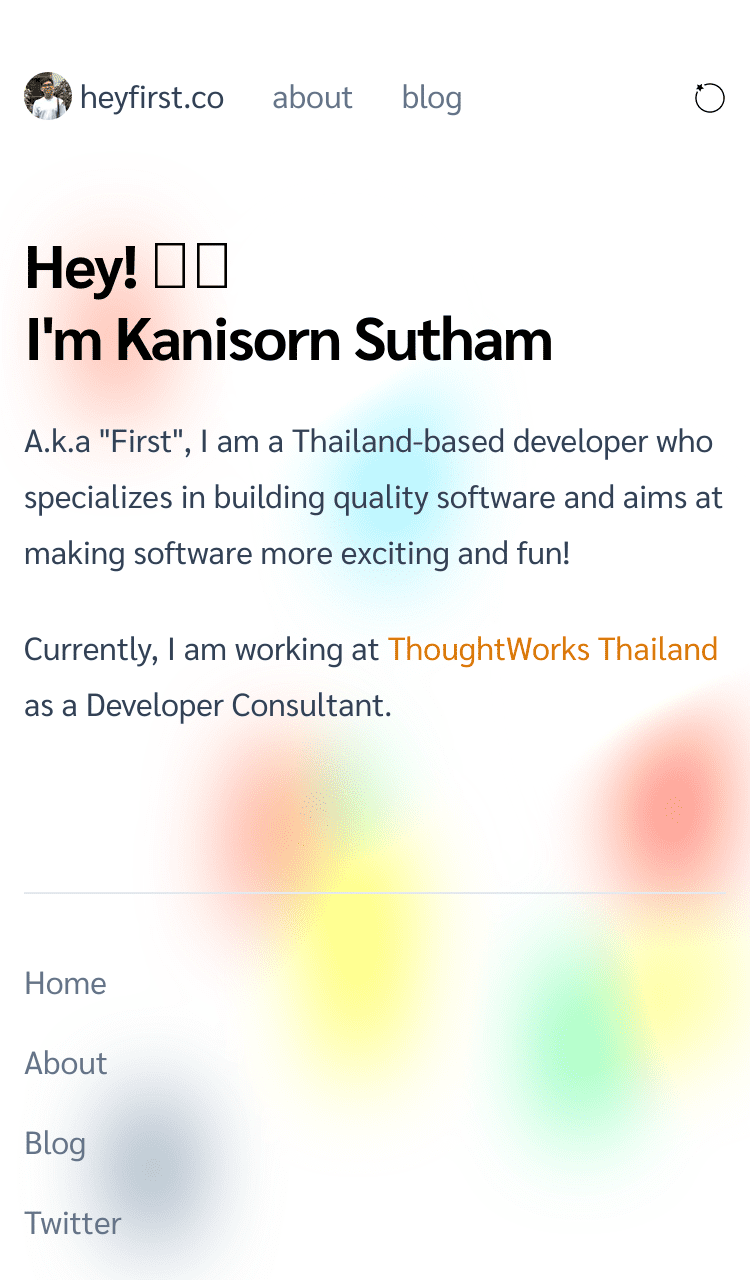 heyfirst.co about blog
Hey!
I'm Kanisorn Sutham
A.k.a "First", I am a Thailand-based developer who
specializes in building quality software and aims at
making software more exciting and fun!
Currently, I am working at ThoughtWorks Thailand
as a Developer Consultant.
Home
About
Blog
Twitter